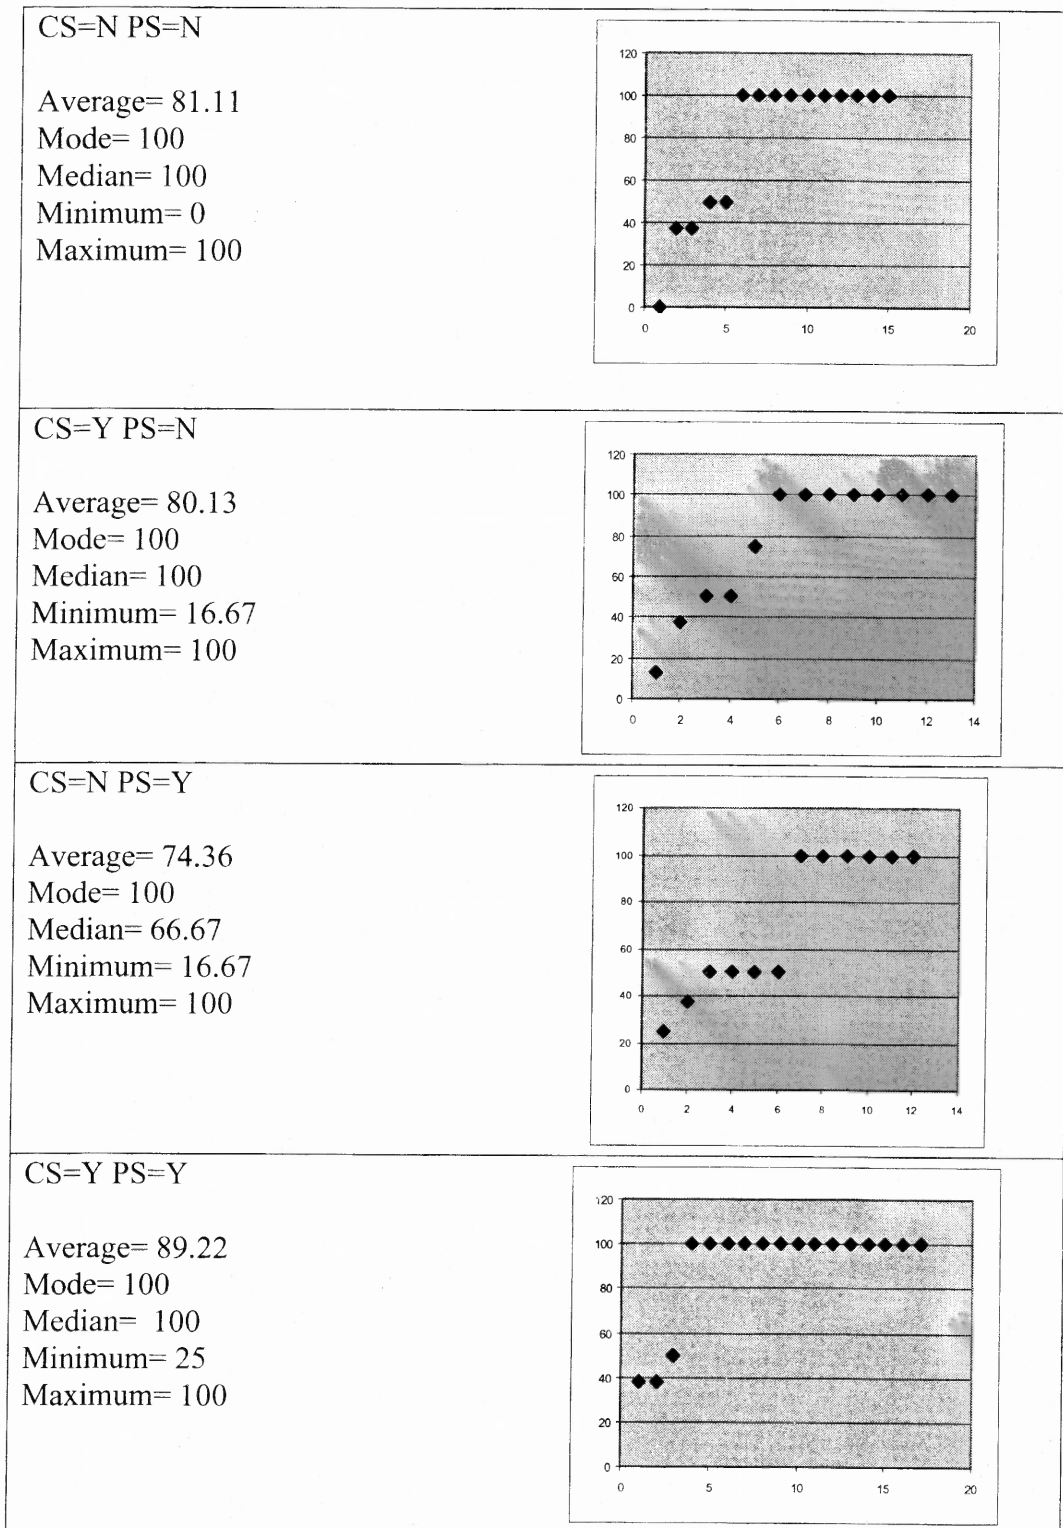 CS=N PS=N
Average= 81.11
Mode= 100
Median= 100
Minimum= 0
Maximum= 100
120
100
80
60
40
20
0
0 5 10 15 20
CS=Y PS=N
Average= 80.13
Mode= 100
Median= 100
Minimum= 16.67
Maximum= 100
120
100
80
60
40
20
0
0 2 4 6 8 10 12 14
CS=N PS=Y
Average= 74.36
Mode= 100
Median= 66.67
Minimum= 16.67
Maximum= 100
120
100
80
60
40
20
0
0 2 4 6 8 10 12 14
CS=Y PS=Y
Average= 89.22
Mode= 100
Median= 100
Minimum= 25
Maximum= 100
120
100
80
60
40
20
0
0 5 10 15 20